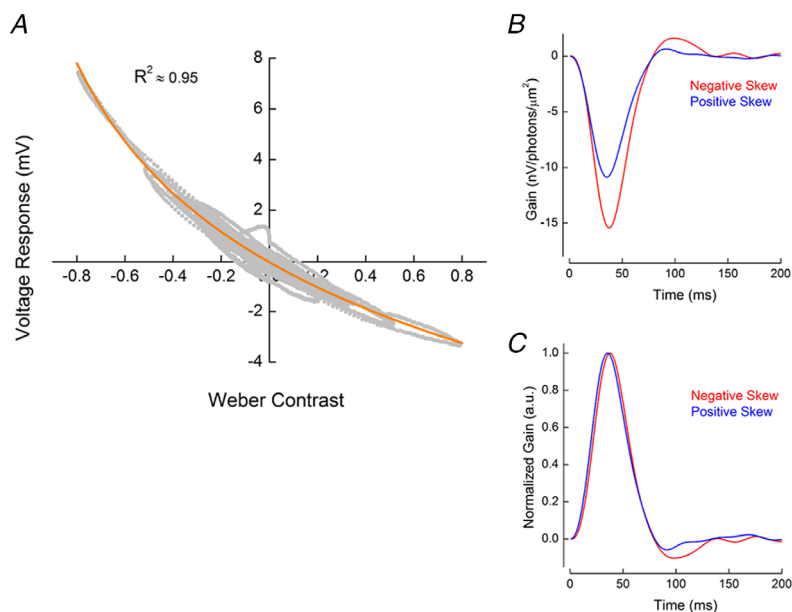 A
R² ≈ 0.95
8
6
4
2
-2
-4
-0.8 -0.6 -0.4 -0.2 0.0 0.2 0.4 0.6 0.8
Voltage Response (mV)
Weber Contrast
B
0
-5
-10
-15
0 50 100 150 200
Gain (nV/photons/μm²)
Time (ms)
Negative Skew
Positive Skew
C
1.0
0.8
0.6
0.4
0.2
0.0
0 50 100 150 200
Normalized Gain (a.u.)
Time (ms)
Negative Skew
Positive Skew